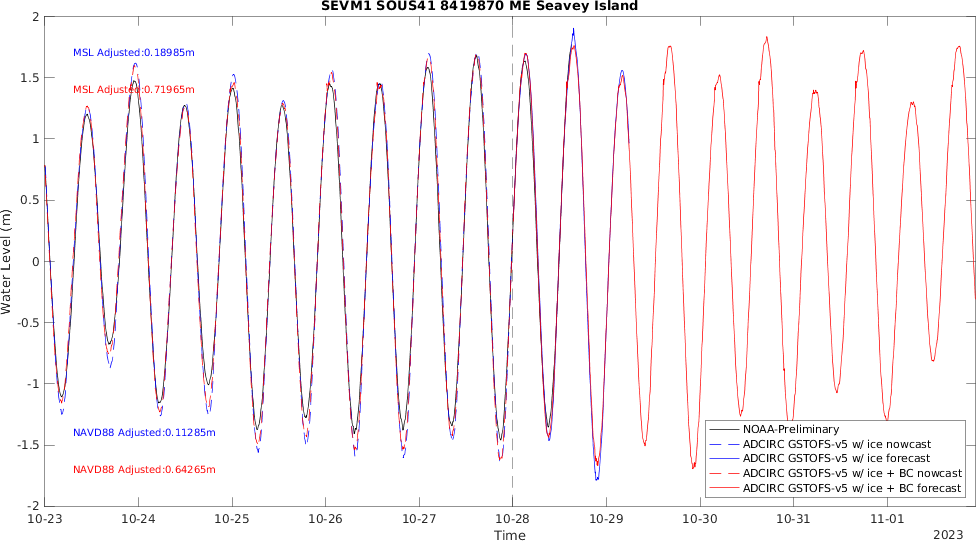 SEVM1 SOUS41 8419870 ME Seavey Island
2
1.5
1
0.5
0
-0.5
-1
-1.5
-2
Water Level (m)
MSL Adjusted:0.18985m
MSL Adjusted:0.71965m
NAVD88 Adjusted:0.11285m
NAVD88 Adjusted:0.64265m
NOAA-Preliminary
ADCIRC GSTOFS-v5 w/ ice nowcast
ADCIRC GSTOFS-v5 w/ ice forecast
ADCIRC GSTOFS-v5 w/ ice + BC nowcast
ADCIRC GSTOFS-v5 w/ ice + BC forecast
10-23 10-24 10-25 10-26 10-27 10-28 10-29 10-30 10-31 11-01
Time
2023